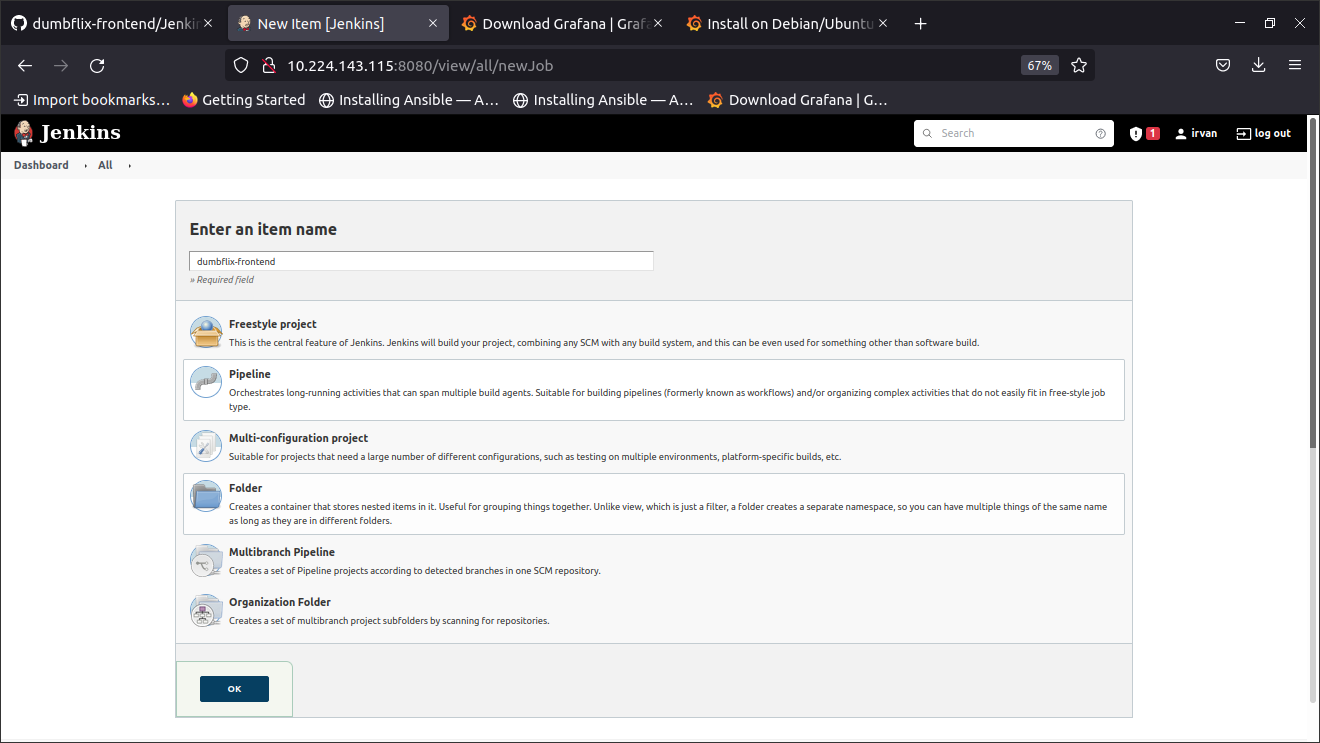 dumbflix-frontend/Jenki
New Item [Jenkins]
Download Grafana | Grafa
Install on Debian/Ubuntu
10.224.143.115:8080/view/all/newJob
67%
Import bookmarks...
Getting Started
Installing Ansible — A...
Installing Ansible — A...
Download Grafana | G...
Jenkins
Search
1
irvan
log out
Dashboard
All
Enter an item name
dumbflix-frontend
» Required field
Freestyle project
This is the central feature of Jenkins. Jenkins will build your project, combining any SCM with any build system, and this can be even used for something other than software build.
Pipeline
Orchestrates long-running activities that can span multiple build agents. Suitable for building pipelines (formerly known as workflows) and/or organizing complex activities that do not easily fit in free-style job
type.
Multi-configuration project
Suitable for projects that need a large number of different configurations, such as testing on multiple environments, platform-specific builds, etc.
Folder
Creates a container that stores nested items in it. Useful for grouping things together. Unlike view, which is just a filter, a folder creates a separate namespace, so you can have multiple things of the same name
as long as they are in different folders.
Multibranch Pipeline
Creates a set of Pipeline projects according to detected branches in one SCM repository.
Organization Folder
Creates a set of multibranch project subfolders by scanning for repositories.
OK